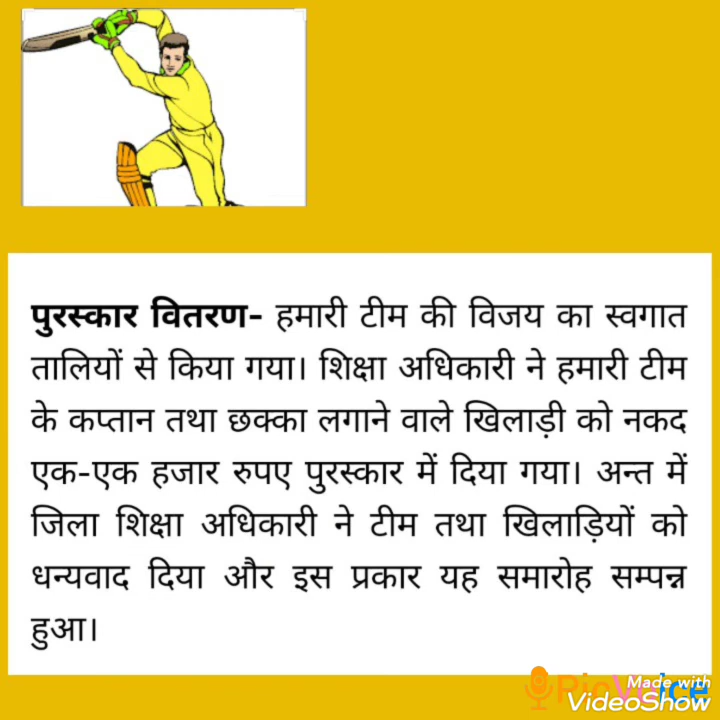 पुरस्कार वितरण- हमारी टीम की विजय का स्वगात
तालियों से किया गया। शिक्षा अधिकारी ने हमारी टीम
के कप्तान तथा छक्का लगाने वाले खिलाड़ी को नकद
एक-एक हजार रुपए पुरस्कार में दिया गया। अन्त में
जिला शिक्षा अधिकारी ने टीम तथा खिलाड़ियों को
धन्यवाद दिया और इस प्रकार यह समारोह सम्पन्न
हुआ।
Made with
VideoShow